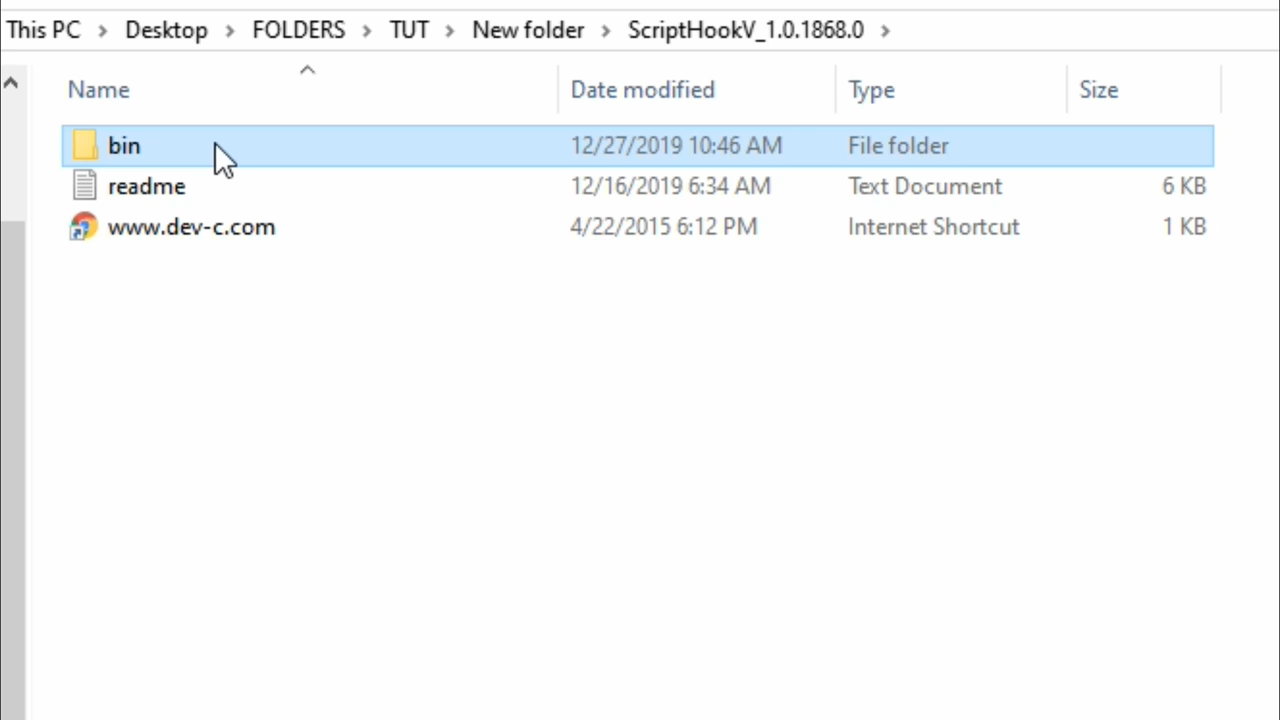 This PC > Desktop > FOLDERS > TUT > New folder > ScriptHookV_1.0.1868.0 >
Name Date modified Type Size
bin 12/27/2019 10:46 AM File folder
readme 12/16/2019 6:34 AM Text Document 6 KB
www.dev-c.com 4/22/2015 6:12 PM Internet Shortcut 1 KB